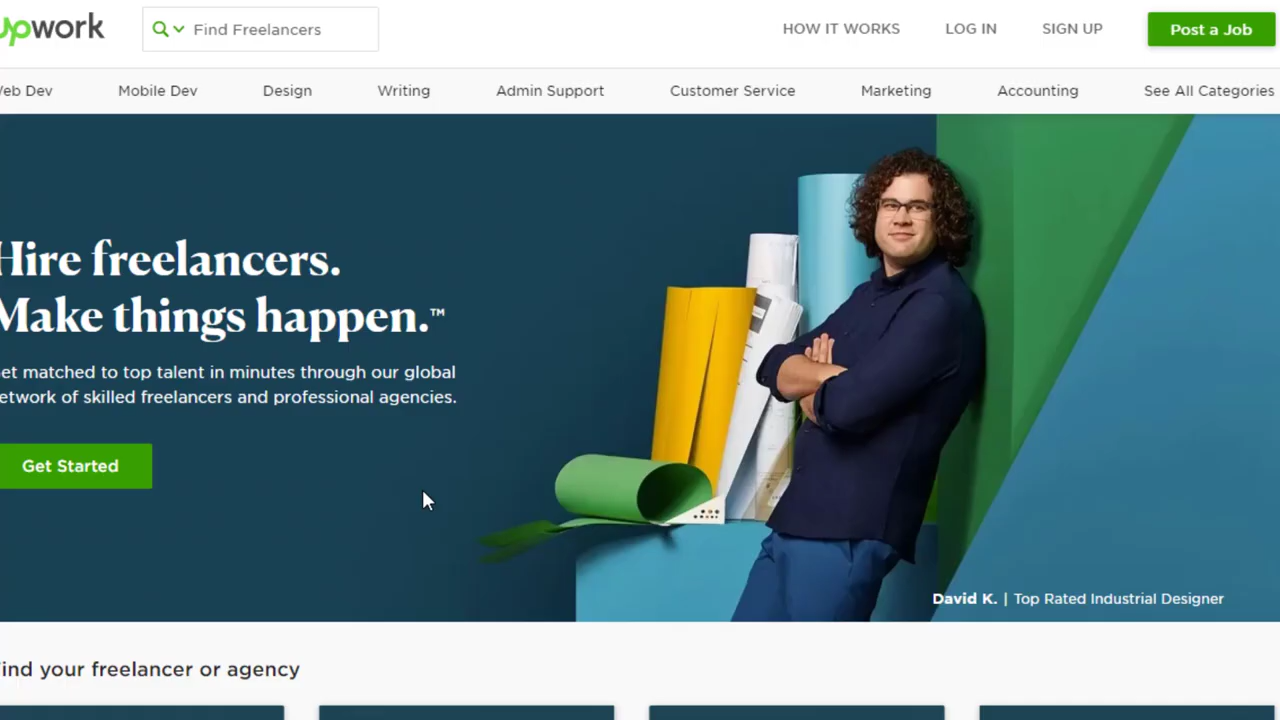 upwork
Find Freelancers
HOW IT WORKS
LOG IN
SIGN UP
Post a Job
eb Dev
Mobile Dev
Design
Writing
Admin Support
Customer Service
Marketing
Accounting
See All Categories
Hire freelancers.
Make things happen.™
et matched to top talent in minutes through our global
etwork of skilled freelancers and professional agencies.
Get Started
David K. | Top Rated Industrial Designer
ind your freelancer or agency